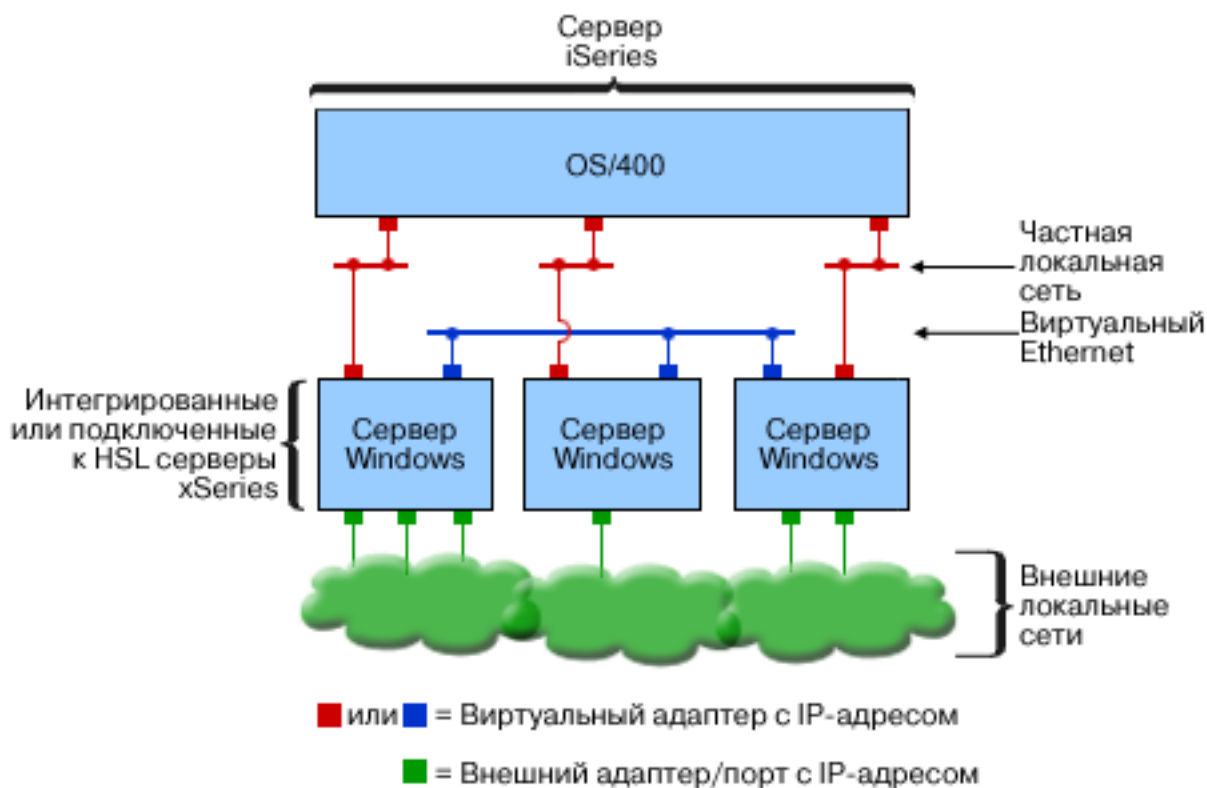 Сервер
iSeries
OS/400
Частная
локальная
сеть
Виртуальный
Ethernet
Интегрированные
или подключенные
к HSL серверы
xSeries
Сервер
Windows
Сервер
Windows
Сервер
Windows
Внешние
локальные
сети
или = Виртуальный адаптер с IP-адресом
= Внешний адаптер/порт с IP-адресом